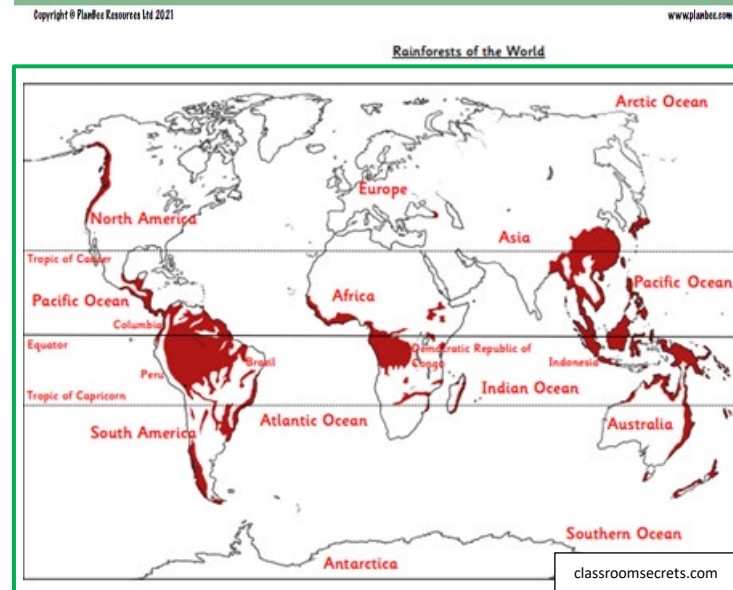 Copyright © PlanBee Resources Ltd 2021
www.planbee.com
Rainforests of the World
Arctic Ocean
Europe
North America
Asia
Tropic of Cancer
Pacific Ocean
Africa
Pacific Ocean
Columbia
Equator
Democratic Republic of
Congo
Indonesia
Brazil
Peru
Indian Ocean
Tropic of Capricorn
Atlantic Ocean
Australia
South America
Southern Ocean
Antarctica
classroomsecrets.com